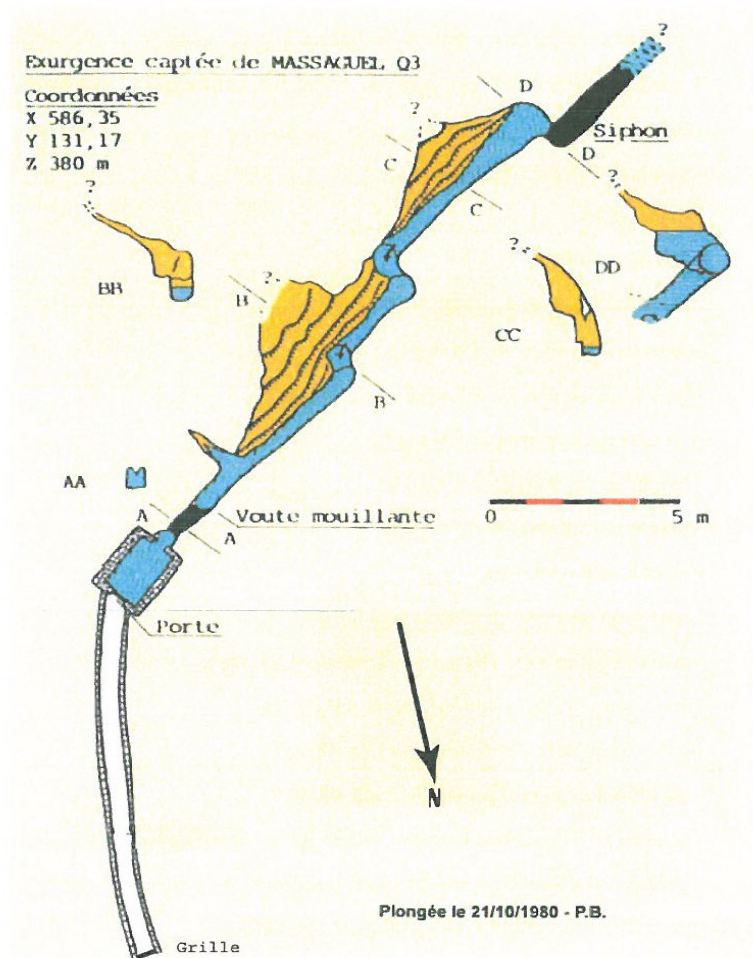 Exurgence captée de MASSAGUEL Q3
Coordonnées
X 586,35
Y 131,17
Z 380 m
?
Siphon
D
D
?
C
C
?
BB
?
B
B
?
DD
?
CC
AA
A
A
Voute mouillante
0 5 m
Porte
N
Plongée le 21/10/1980 - P.B.
Grille